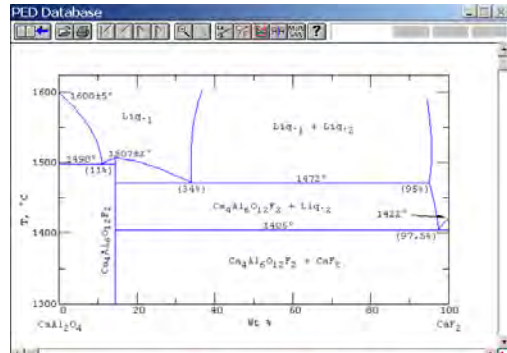 PED Database
?
1600
1600±5°
Liq.1
Liq.1 + Liq.2
1507±2°
1500
1498°
(11%)
1472°
(34%)
(95%)
T, °C
Ca4Al6O12F2
Ca4Al6O12F2 + Liq.2
1422°
1400
1405°
(97.5%)
Ca4Al6O12F2 + CaF2
1300
0
20
40
60
80
100
CaAl2O4
Wt %
CaF2